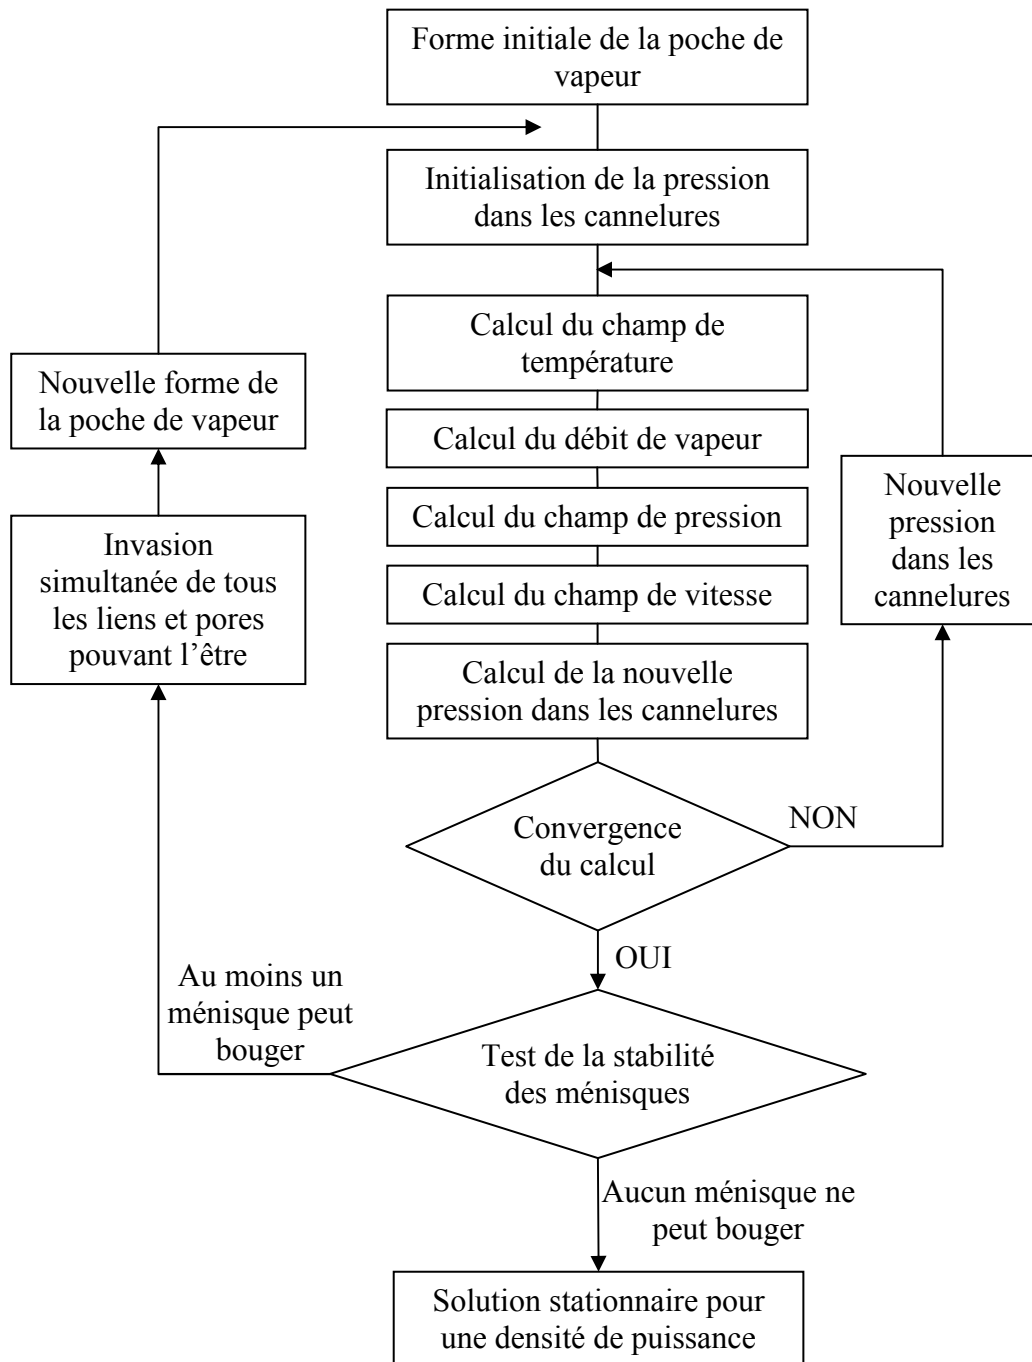 Forme initiale de la poche de
vapeur
Initialisation de la pression
dans les cannelures
Calcul du champ de
température
Calcul du débit de vapeur
Calcul du champ de pression
Calcul du champ de vitesse
Calcul de la nouvelle
pression dans les cannelures
Convergence
du calcul
NON
Nouvelle
pression
dans les
cannelures
OUI
Test de la stabilité
des ménisques
Au moins un
ménisque peut
bouger
Invasion
simultanée de tous
les liens et pores
pouvant l’être
Nouvelle forme de
la poche de vapeur
Aucun ménisque ne
peut bouger
Solution stationnaire pour
une densité de puissance